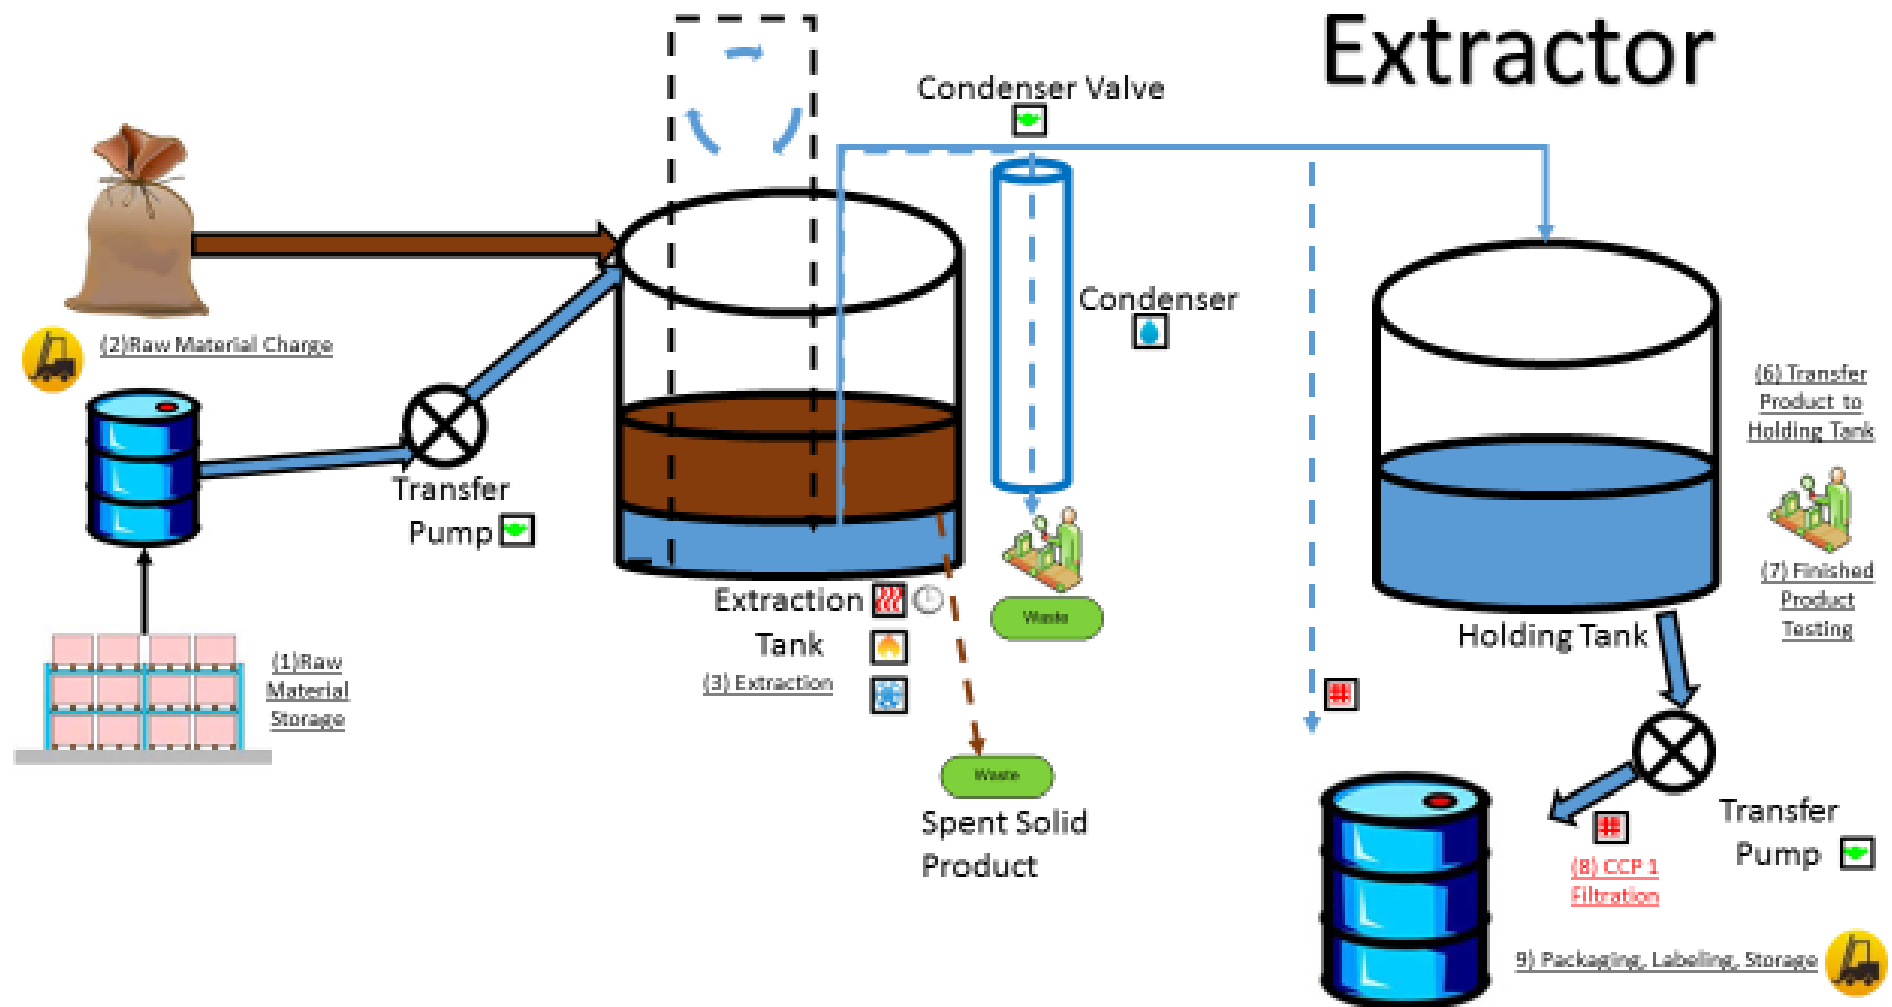 Extractor
Condenser Valve
(2)Raw Material Charge
Condenser
Transfer
Pump
(1)Raw
Material
Storage
Extraction
Tank
(3) Extraction
Waste
Waste
Spent Solid
Product
(6) Transfer
Product to
Holding Tank
(7) Finished
Product
Testing
Holding Tank
Transfer
Pump
(8) CCP 1
Filtration
9) Packaging, Labeling, Storage